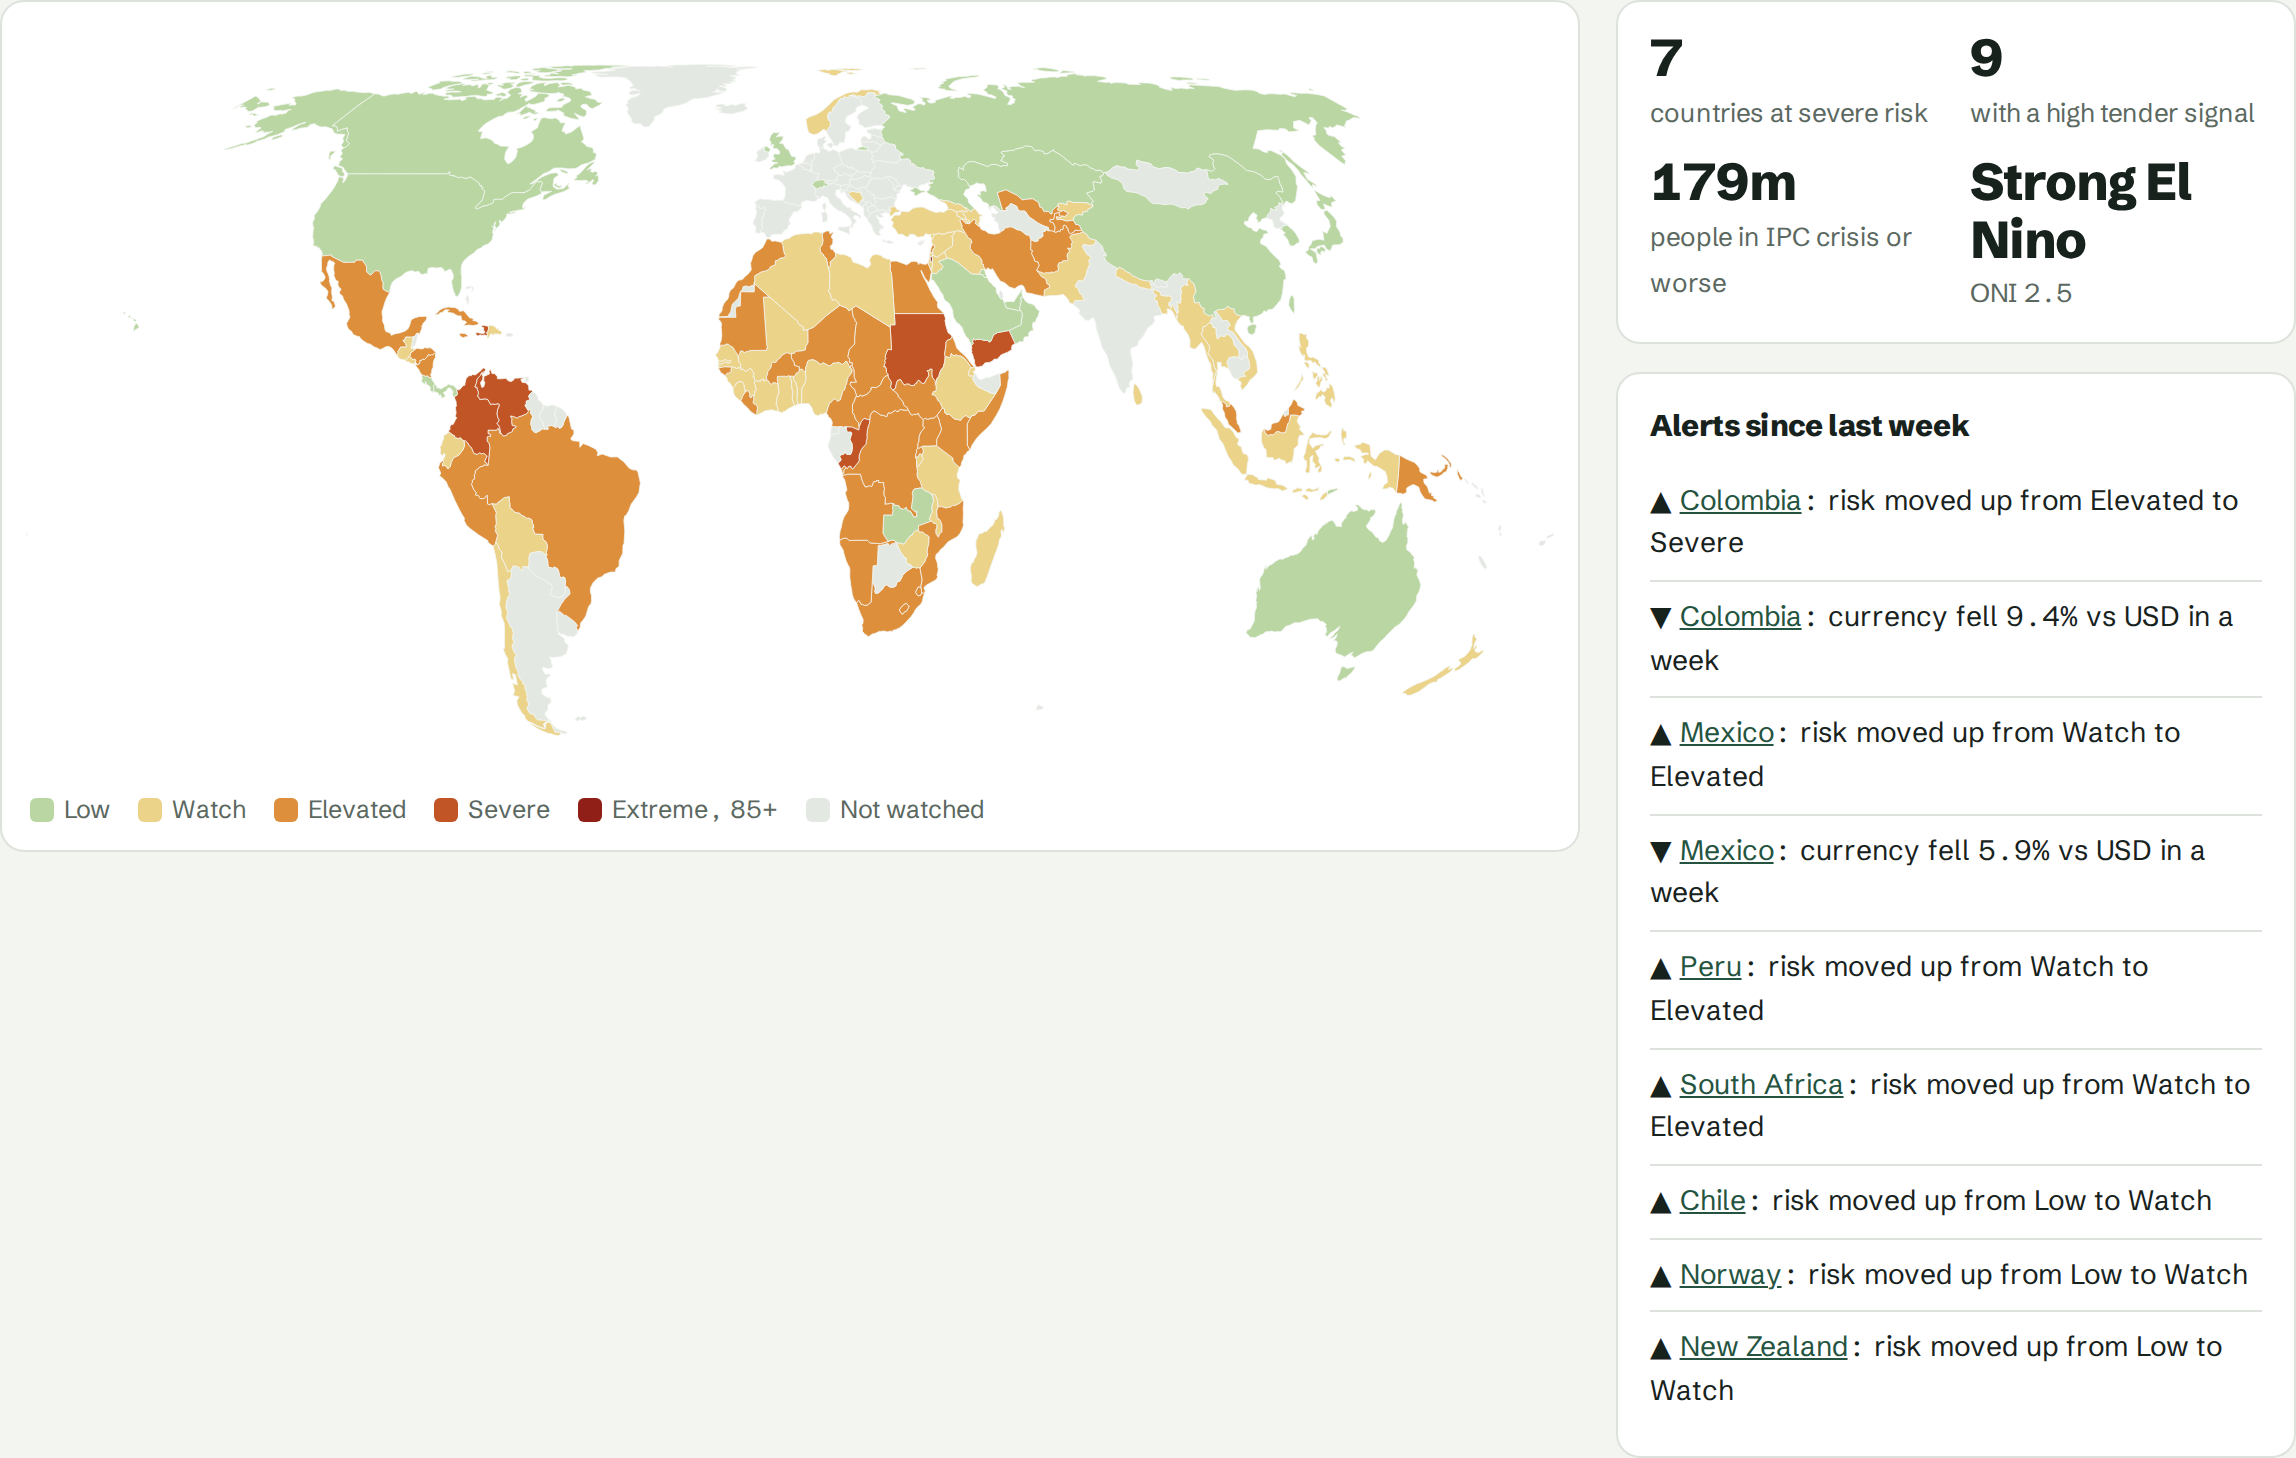 Low
Watch
Elevated
Severe
Extreme, 85+
Not watched
7
countries at severe risk
9
with a high tender signal
179m
people in IPC crisis or
worse
Strong El
Nino
ONI 2.5
Alerts since last week
▲ Colombia: risk moved up from Elevated to
Severe
▼ Colombia: currency fell 9.4% vs USD in a
week
▲ Mexico: risk moved up from Watch to
Elevated
▼ Mexico: currency fell 5.9% vs USD in a
week
▲ Peru: risk moved up from Watch to
Elevated
▲ South Africa: risk moved up from Watch to
Elevated
▲ Chile: risk moved up from Low to Watch
▲ Norway: risk moved up from Low to Watch
▲ New Zealand: risk moved up from Low to
Watch